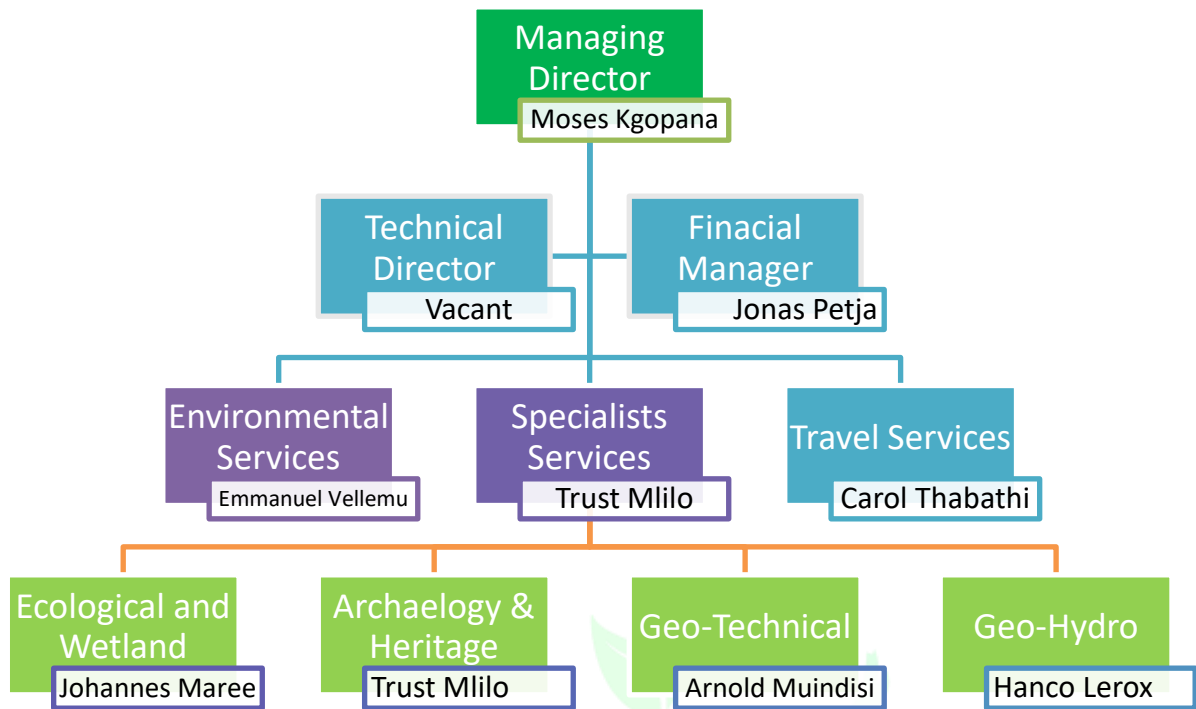 Managing
Director
Moses Kgopana
Technical
Director
Vacant
Finacial
Manager
Jonas Petja
Environmental
Services
Emmanuel Vellemu
Specialists
Services
Trust Mlilo
Travel Services
Carol Thabathi
Ecological and
Wetland
Johannes Maree
Archaelogy &
Heritage
Trust Mlilo
Geo-Technical
Arnold Muindisi
Geo-Hydro
Hanco Lerox